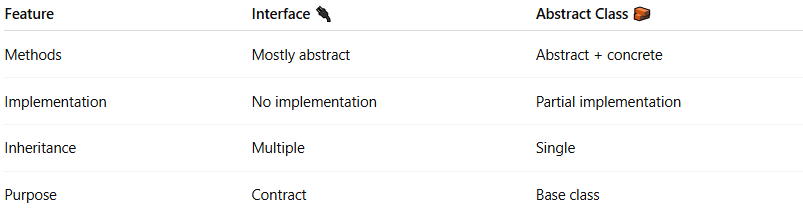 Feature Interface 🔌 Abstract Class 🧱
Methods Mostly abstract Abstract + concrete
Implementation No implementation Partial implementation
Inheritance Multiple Single
Purpose Contract Base class